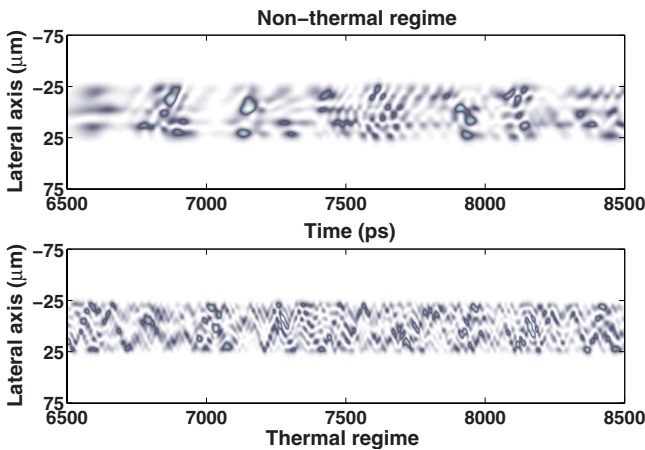 Non-thermal regime
Lateral axis (μm)
-75
-25
25
75
6500 7000 7500 8000 8500
Time (ps)
Lateral axis (μm)
-75
-25
25
75
6500 7000 7500 8000 8500
Thermal regime